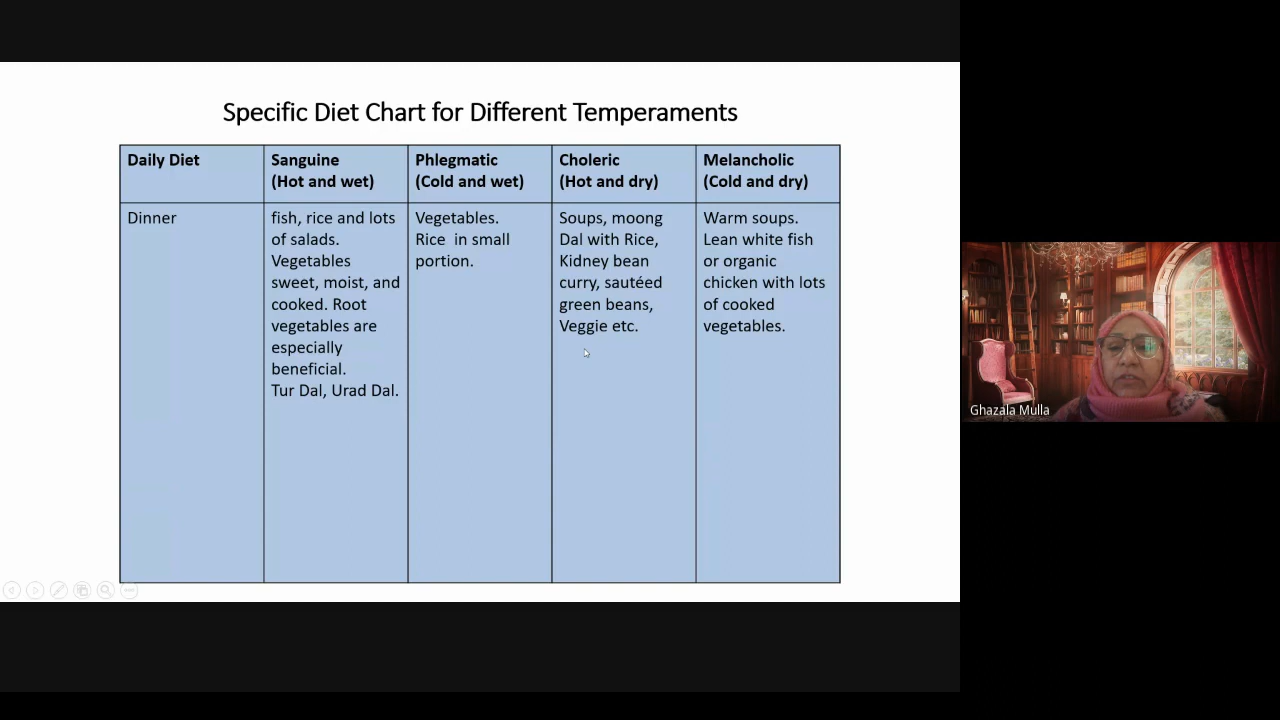 Specific Diet Chart for Different Temperaments
Daily Diet
Sanguine
(Hot and wet)
Phlegmatic
(Cold and wet)
Choleric
(Hot and dry)
Melancholic
(Cold and dry)
Dinner
fish, rice and lots
of salads.
Vegetables
sweet, moist, and
cooked. Root
vegetables are
especially
beneficial.
Tur Dal, Urad Dal.
Vegetables.
Rice  in small
portion.
Soups, moong
Dal with Rice,
Kidney bean
curry, sautéed
green beans,
Veggie etc.
Warm soups.
Lean white fish
or organic
chicken with lots
of cooked
vegetables.
Ghazala Mulla